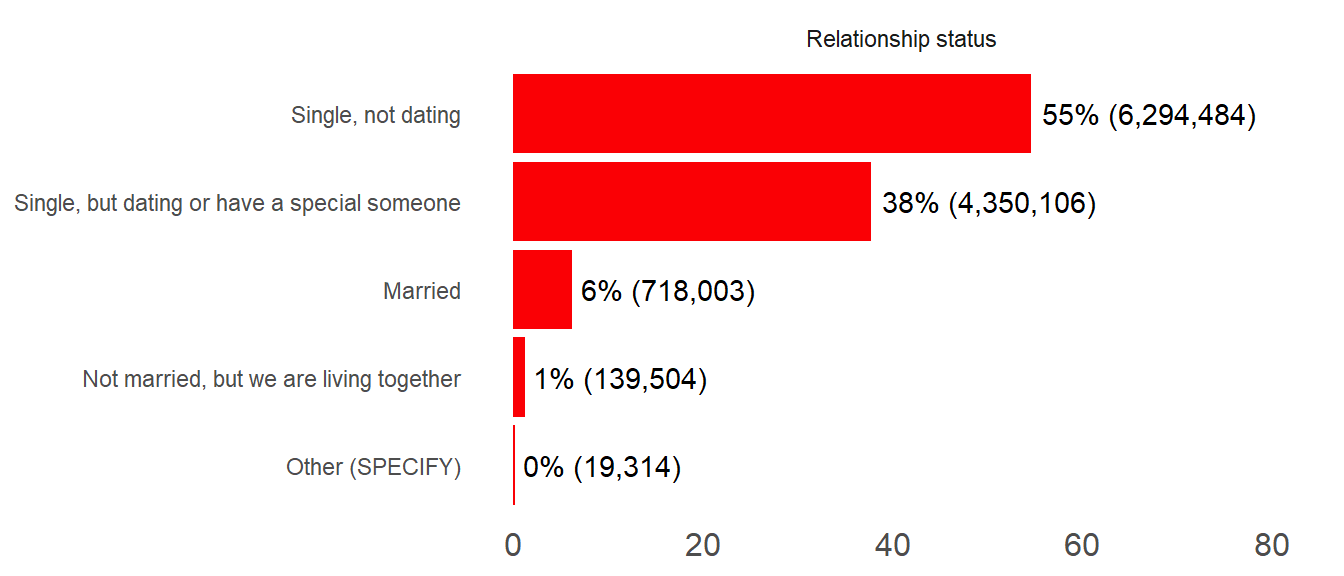 Relationship status
Single, not dating 55% (6,294,484)
Single, but dating or have a special someone 38% (4,350,106)
Married 6% (718,003)
Not married, but we are living together 1% (139,504)
Other (SPECIFY) 0% (19,314)
0 20 40 60 80